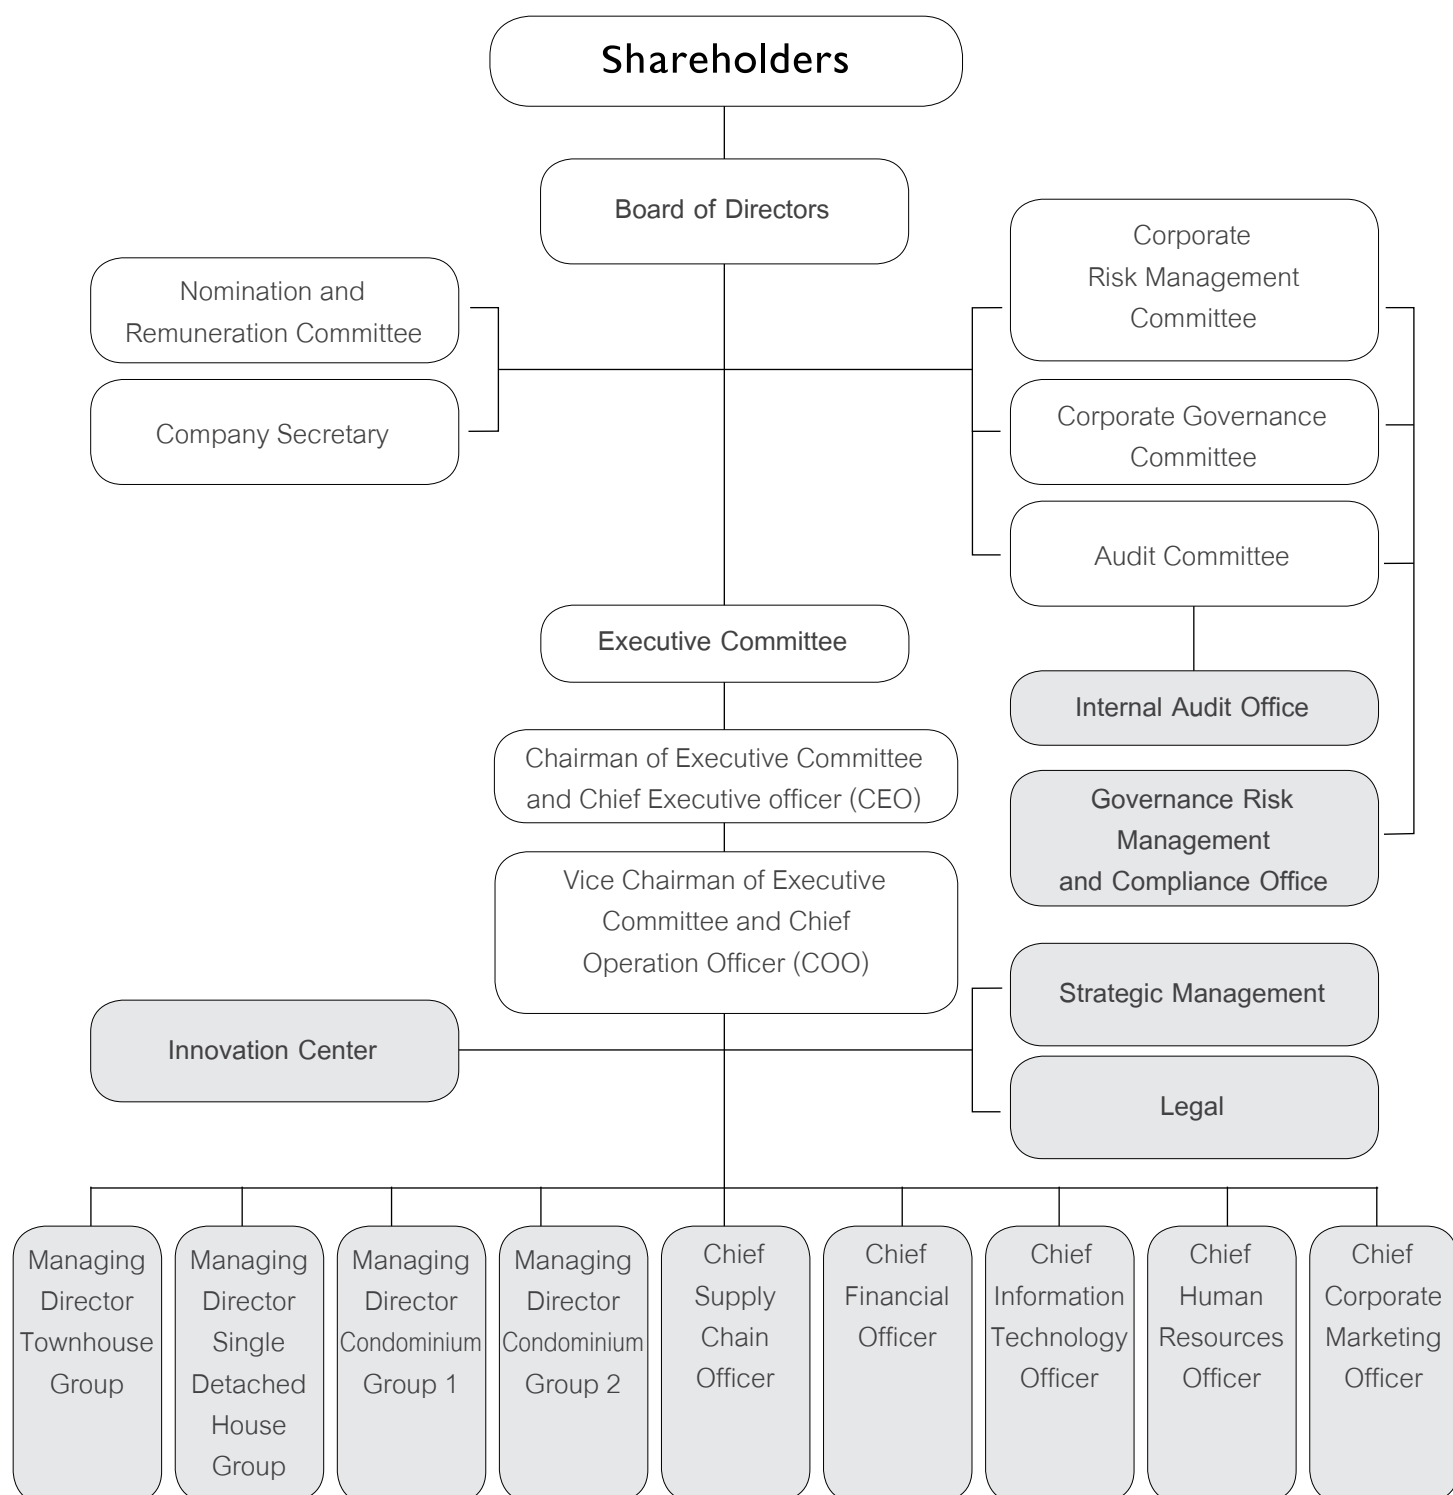 Shareholders
Board of Directors
Nomination and
Remuneration Committee
Company Secretary
Corporate
Risk Management
Committee
Corporate Governance
Committee
Audit Committee
Executive Committee
Internal Audit Office
Chairman of Executive Committee
and Chief Executive officer (CEO)
Governance Risk
Management
and Compliance Office
Vice Chairman of Executive
Committee and Chief
Operation Officer (COO)
Strategic Management
Innovation Center
Legal
Managing
Director
Townhouse
Group
Managing
Director
Single
Detached
House
Group
Managing
Director
Condominium
Group 1
Managing
Director
Condominium
Group 2
Chief
Supply
Chain
Officer
Chief
Financial
Officer
Chief
Information
Technology
Officer
Chief
Human
Resources
Officer
Chief
Corporate
Marketing
Officer